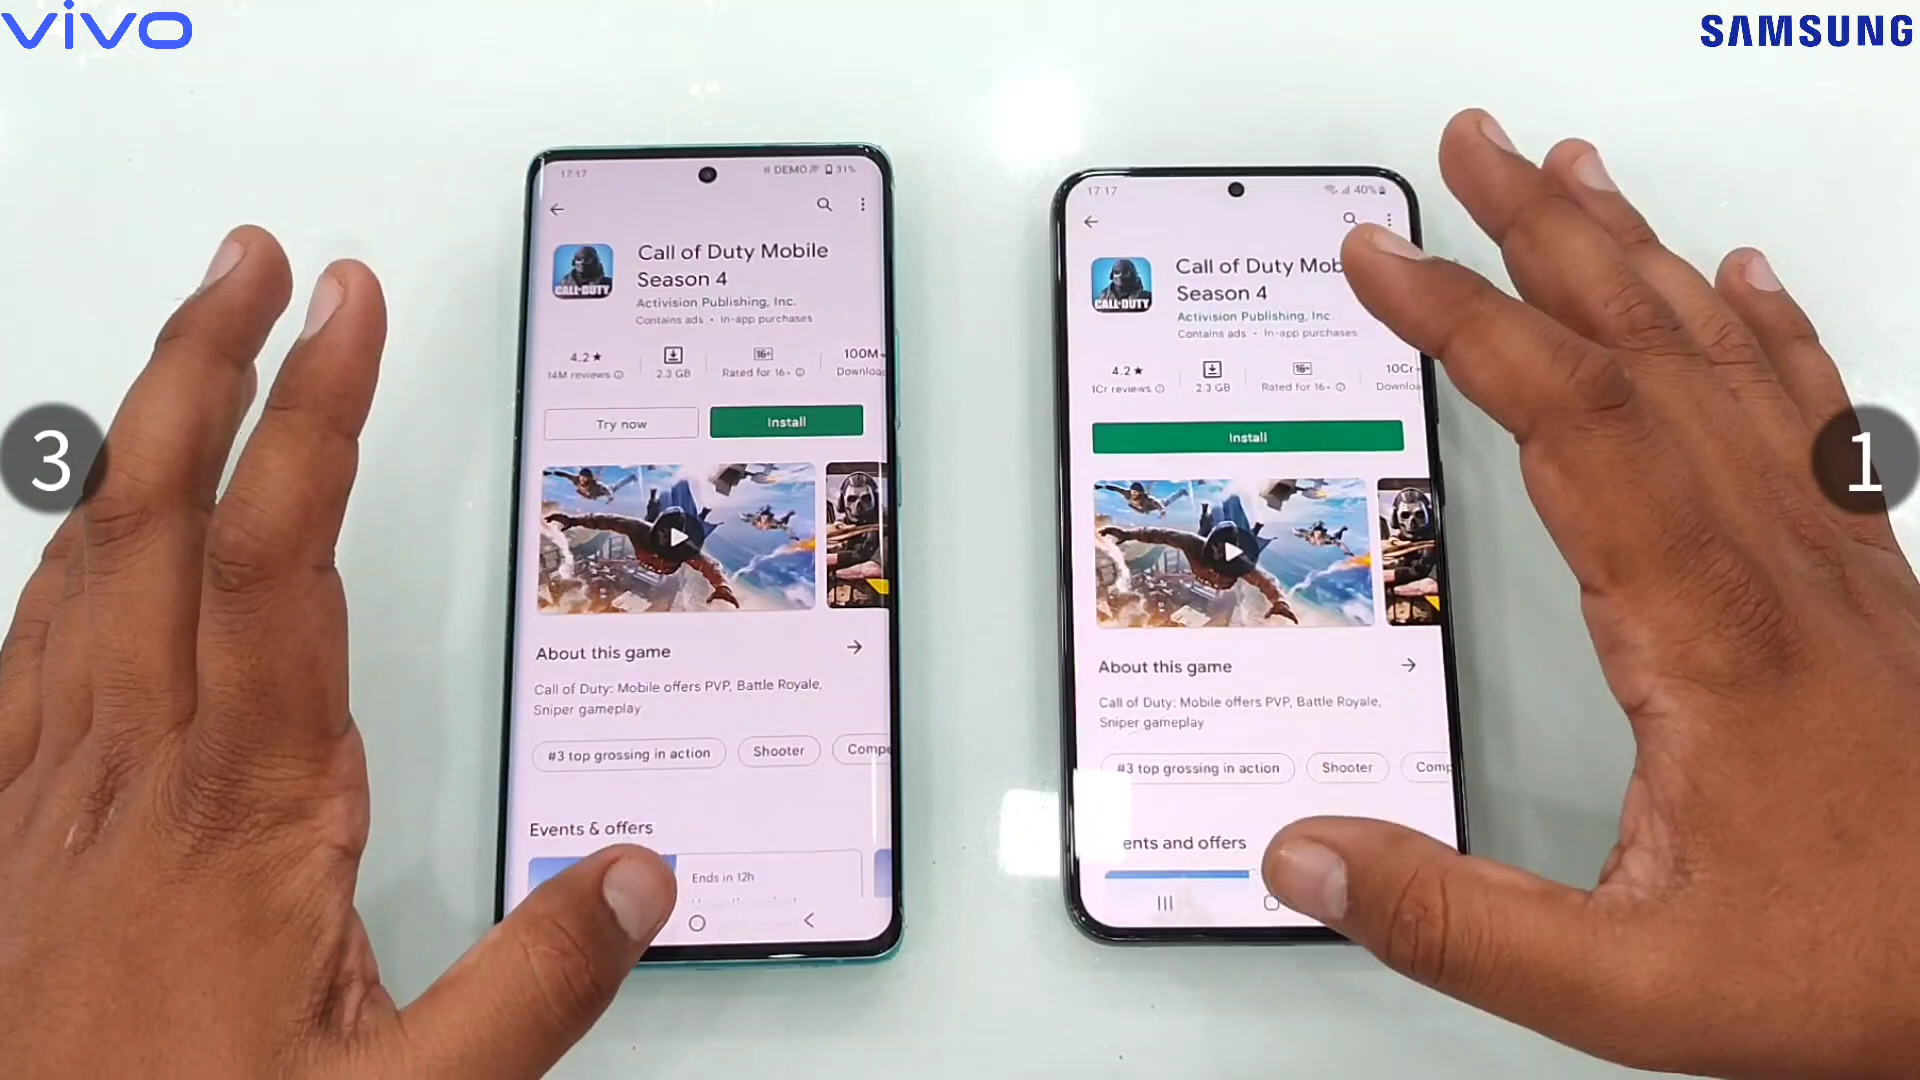 vivo
SAMSUNG
3
1
17:17
DEMO
31%
Call of Duty Mobile
Season 4
CALL·DUTY
Activision Publishing, Inc.
Contains ads • In-app purchases
4.2★
14M reviews
2.3 GB
16+
Rated for 16+
100M
Try now
Install
About this game
Call of Duty: Mobile offers PVP, Battle Royale,
Sniper gameplay
#3 top grossing in action
Shooter
Events & offers
Ends in 12h
17:17
40%
Call of Duty Mob
Season 4
CALL·DUTY
Activision Publishing, Inc.
Contains ads • In-app purchases
4.2★
1Cr reviews
2.3 GB
16+
Rated for 16+
10Cr
Install
About this game
Call of Duty: Mobile offers PVP, Battle Royale,
Sniper gameplay
#3 top grossing in action
Shooter
ents and offers